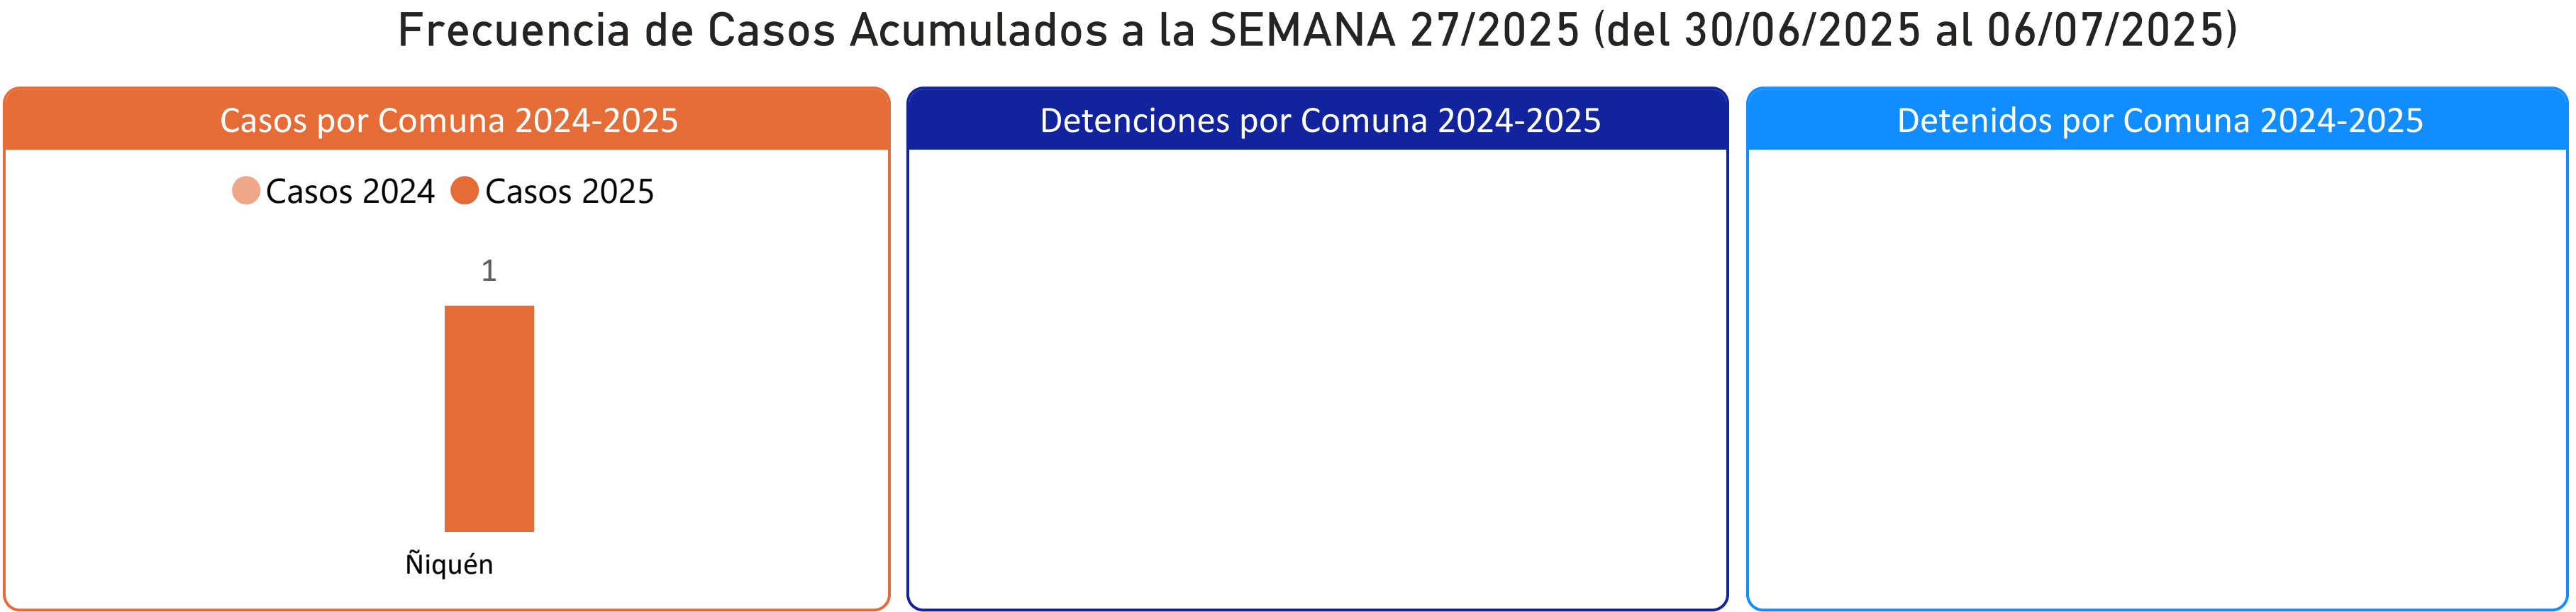 Frecuencia de Casos Acumulados a la SEMANA 27/2025 (del 30/06/2025 al 06/07/2025)
Casos por Comuna 2024-2025
Casos 2024 Casos 2025
1
Ñiquén
Detenciones por Comuna 2024-2025
Detenidos por Comuna 2024-2025